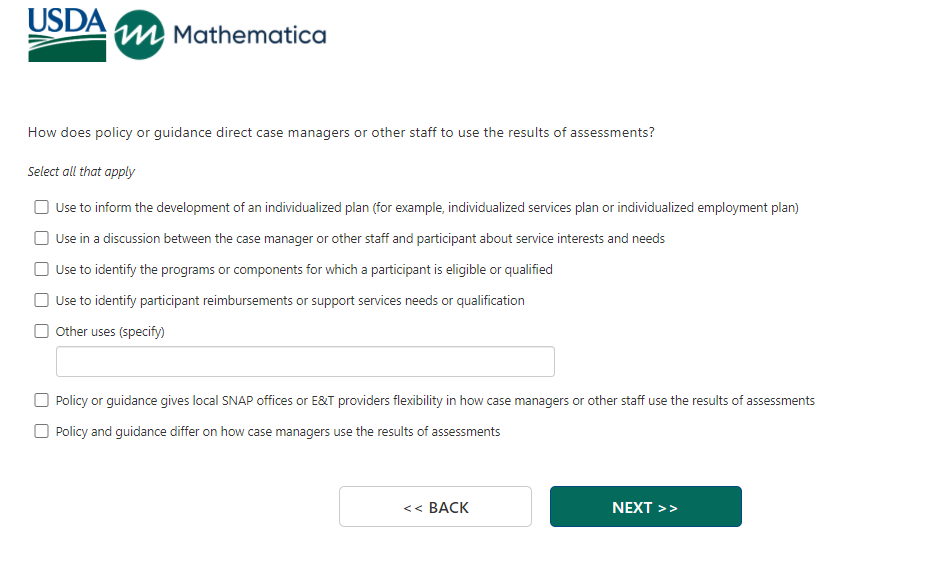 USDA
m Mathematica
How does policy or guidance direct case managers or other staff to use the results of assessments?
Select all that apply
Use to inform the development of an individualized plan (for example, individualized services plan or individualized employment plan)
Use in a discussion between the case manager or other staff and participant about service interests and needs
Use to identify the programs or components for which a participant is eligible or qualified
Use to identify participant reimbursements or support services needs or qualification
Other uses (specify)
Policy or guidance gives local SNAP offices or E&T providers flexibility in how case managers or other staff use the results of assessments
Policy and guidance differ on how case managers use the results of assessments
<< BACK
NEXT >>